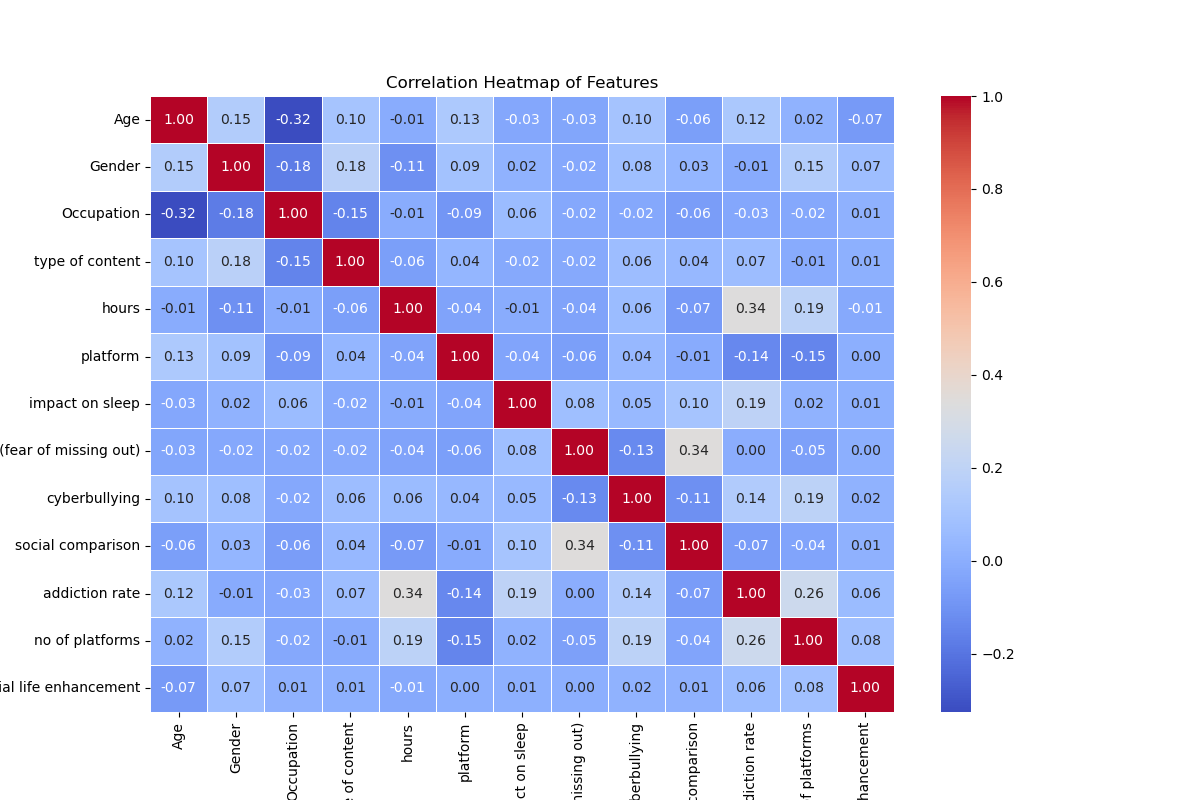 Correlation Heatmap of Features
Age 1.00 0.15 -0.32 0.10 -0.01 0.13 -0.03 -0.03 0.10 -0.06 0.12 0.02 -0.07
Gender 0.15 1.00 -0.18 0.18 -0.11 0.09 0.02 -0.02 0.08 0.03 -0.01 0.15 0.07
Occupation -0.32 -0.18 1.00 -0.15 -0.01 -0.09 0.06 -0.02 -0.02 -0.06 -0.03 -0.02 0.01
type of content 0.10 0.18 -0.15 1.00 -0.06 0.04 -0.02 -0.02 0.06 0.04 0.07 -0.01 0.01
hours -0.01 -0.11 -0.01 -0.06 1.00 -0.04 -0.01 -0.04 0.06 -0.07 0.34 0.19 -0.01
platform 0.13 0.09 -0.09 0.04 -0.04 1.00 -0.04 -0.06 0.04 -0.01 -0.14 -0.15 0.00
impact on sleep -0.03 0.02 0.06 -0.02 -0.01 -0.04 1.00 0.08 0.05 0.10 0.19 0.02 0.01
(fear of missing out) -0.03 -0.02 -0.02 -0.02 -0.04 -0.06 0.08 1.00 -0.13 0.34 0.00 -0.05 0.00
cyberbullying 0.10 0.08 -0.02 0.06 0.06 0.04 0.05 -0.13 1.00 -0.11 0.14 0.19 0.02
social comparison -0.06 0.03 -0.06 0.04 -0.07 -0.01 0.10 0.34 -0.11 1.00 -0.07 -0.04 0.01
addiction rate 0.12 -0.01 -0.03 0.07 0.34 -0.14 0.19 0.00 0.14 -0.07 1.00 0.26 0.06
no of platforms 0.02 0.15 -0.02 -0.01 0.19 -0.15 0.02 -0.05 0.19 -0.04 0.26 1.00 0.08
ial life enhancement -0.07 0.07 0.01 0.01 -0.01 0.00 0.01 0.00 0.02 0.01 0.06 0.08 1.00
Age
Gender
Occupation
e of content
hours
platform
ct on sleep
nissing out)
berbullying
comparison
diction rate
f platforms
hancement
1.0
0.8
0.6
0.4
0.2
0.0
−0.2